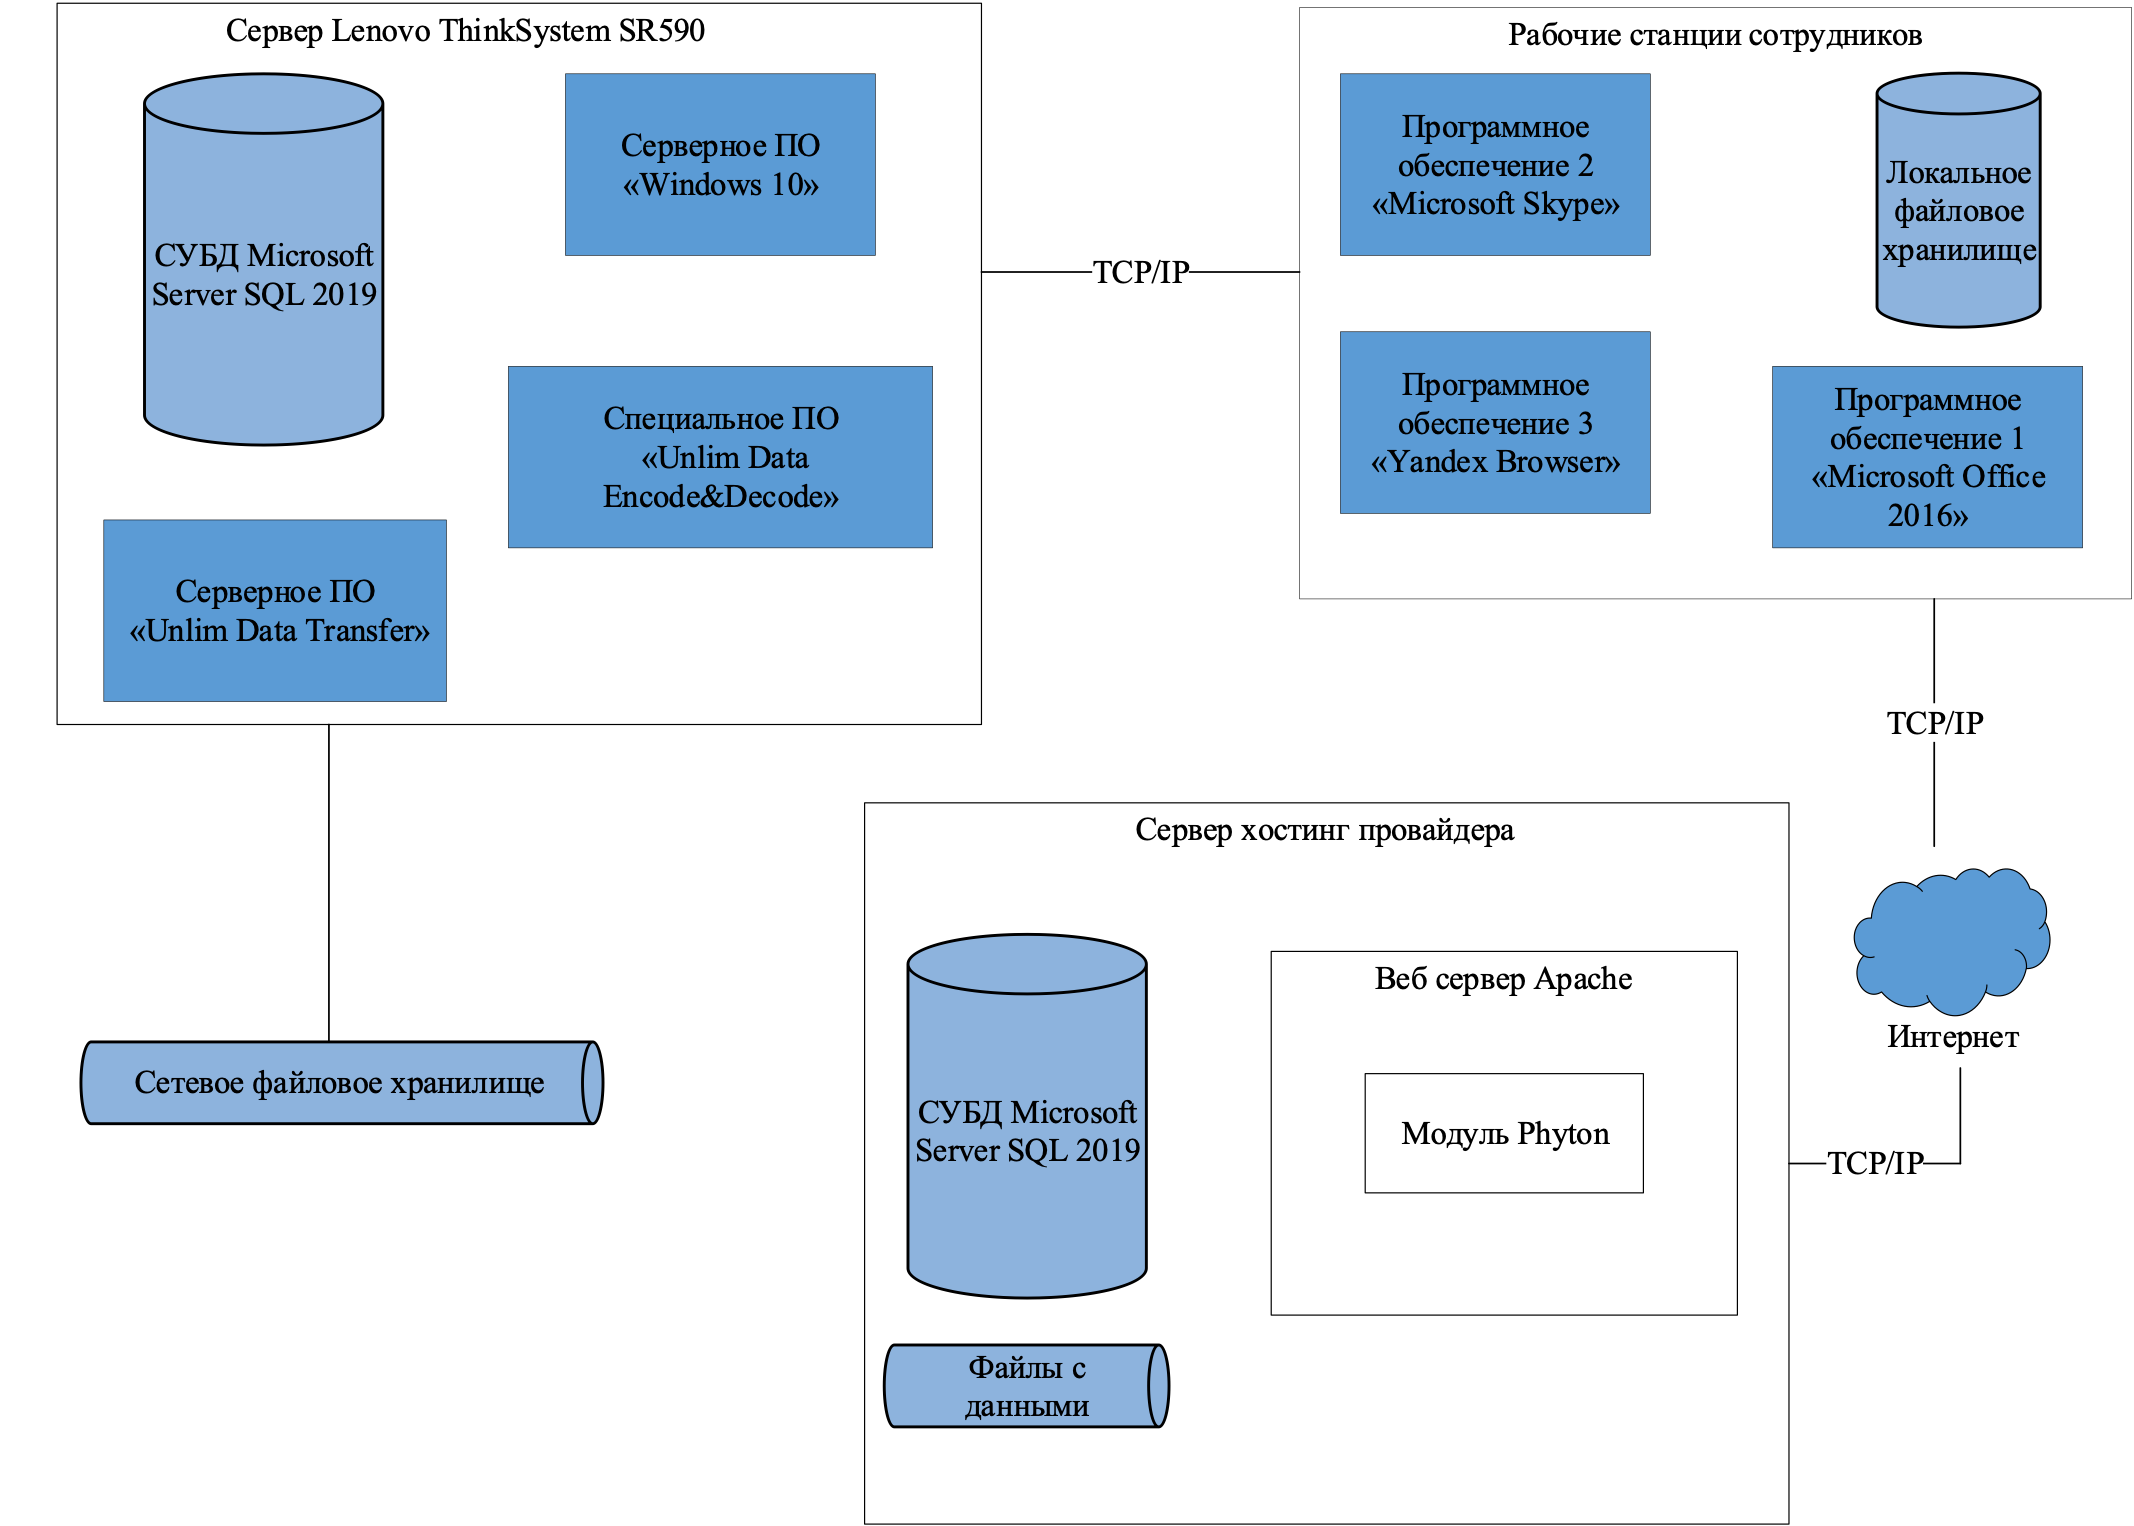 Сервер Lenovo ThinkSystem SR590
СУБД Microsoft
Server SQL 2019
Серверное ПО
«Windows 10»
Специальное ПО
«Unlim Data
Encode&Decode»
Серверное ПО
«Unlim Data Transfer»
TCP/IP
Рабочие станции сотрудников
Программное
обеспечение 2
«Microsoft Skype»
Локальное
файловое
хранилище
Программное
обеспечение 3
«Yandex Browser»
Программное
обеспечение 1
«Microsoft Office
2016»
TCP/IP
Интернет
TCP/IP
Сетевое файловое хранилище
Сервер хостинг провайдера
СУБД Microsoft
Server SQL 2019
Веб сервер Apache
Модуль Phyton
Файлы с
данными